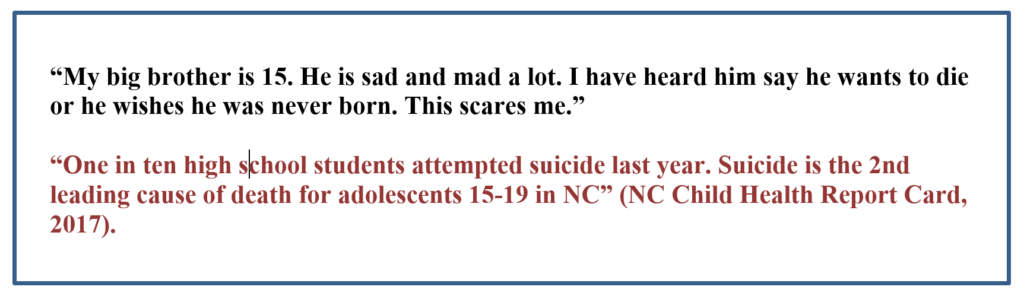 “My big brother is 15. He is sad and mad a lot. I have heard him say he wants to die
or he wishes he was never born. This scares me.”
“One in ten high school students attempted suicide last year. Suicide is the 2nd
leading cause of death for adolescents 15-19 in NC” (NC Child Health Report Card,
2017).